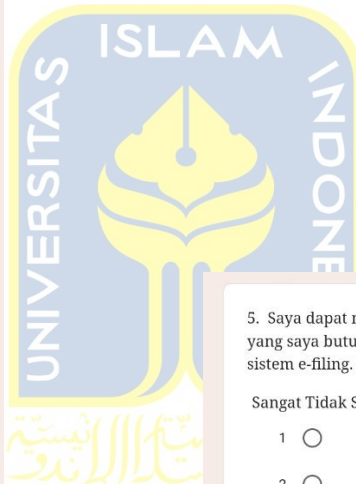 UNIVERSITAS
ISLAM
INDONE
5. Saya dapat
yang saya butu
sistem e-filing.
Sangat Tidak S
1